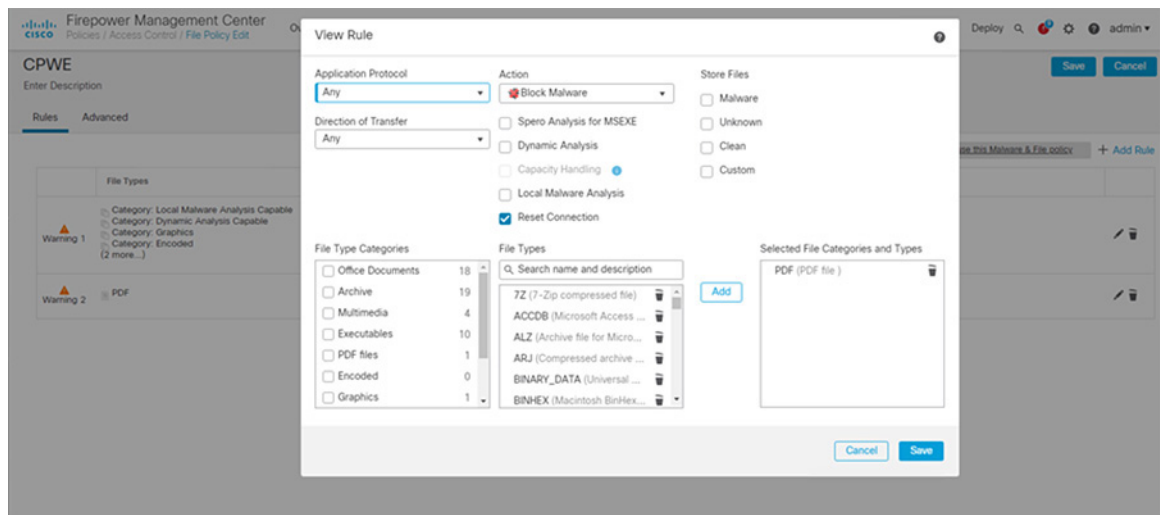 Firepower Management Center
CISCO Policies / Access Control / File Policy Edit
Deploy admin
CPWE
Enter Description
Save Cancel
Rules Advanced
this Malware & File policy + Add Rule
File Types
Warning 1
Category: Local Malware Analysis Capable
Category: Dynamic Analysis Capable
Category: Graphics
Category: Encoded
(2 more...)
Warning 2 PDF
View Rule
Application Protocol
Any
Direction of Transfer
Any
Action
Block Malware
Spero Analysis for MSEXE
Dynamic Analysis
Capacity Handling
Local Malware Analysis
Reset Connection
Store Files
Malware
Unknown
Clean
Custom
File Type Categories
Office Documents 18
Archive 19
Multimedia 4
Executables 10
PDF files 1
Encoded 0
Graphics 1
File Types
Search name and description
7Z (7-Zip compressed file)
ACCDB (Microsoft Access ...
ALZ (Archive file for Micro...
ARJ (Compressed archive ...
BINARY_DATA (Universal ...
BINHEX (Macintosh BinHex...
Add
Selected File Categories and Types
PDF (PDF file )
Cancel Save